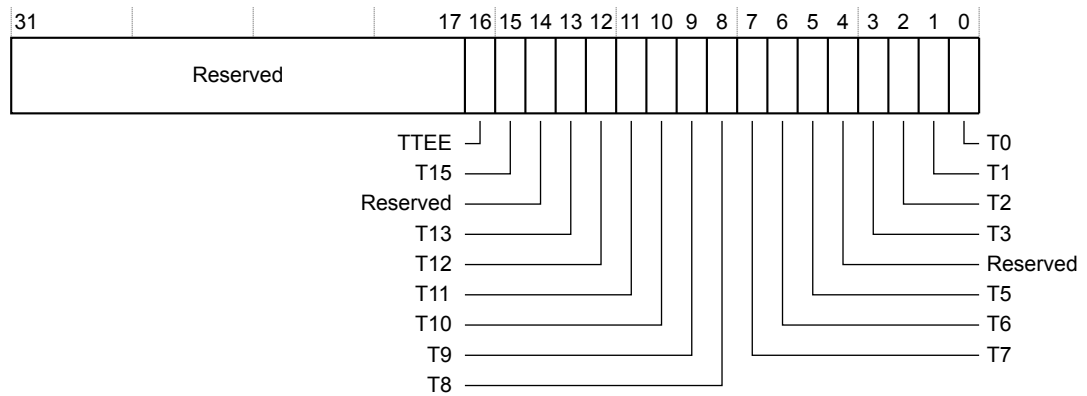 31 17 16 15 14 13 12 11 10 9 8 7 6 5 4 3 2 1 0
Reserved
TTEE T0
T15 T1
Reserved T2
T13 T3
T12 Reserved
T11 T5
T10 T6
T9 T7
T8